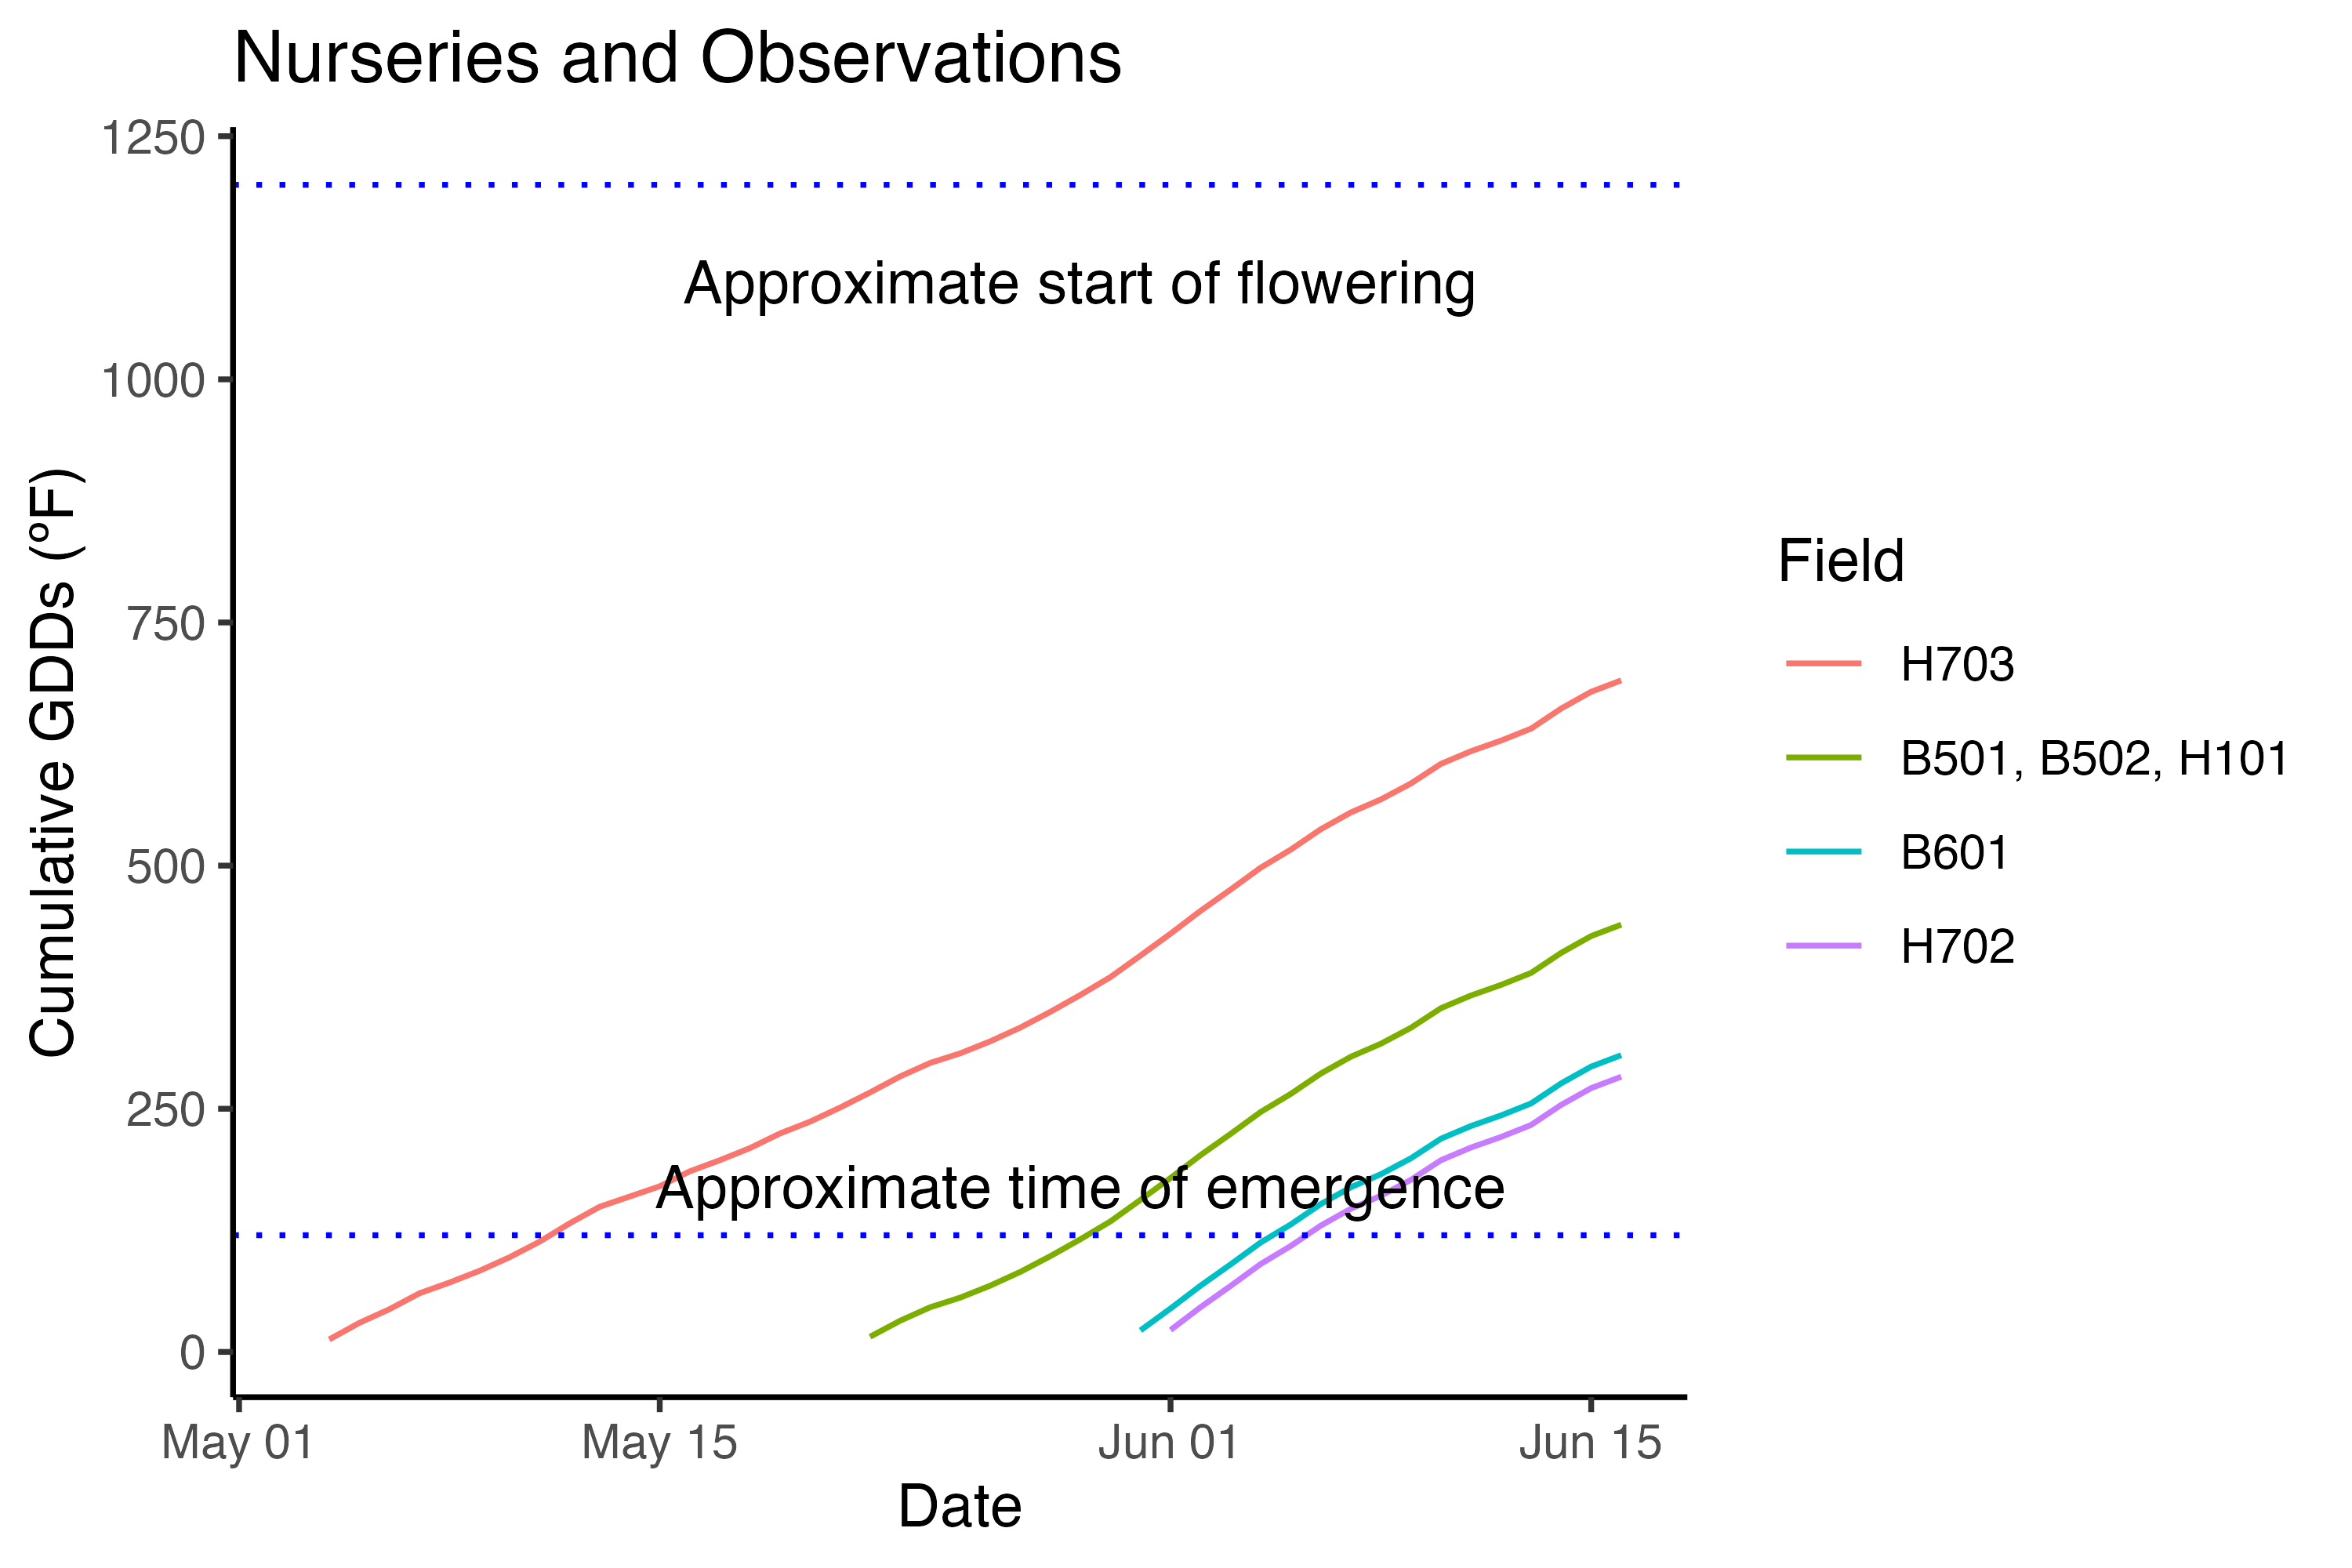 Nurseries and Observations
1250
1000
750
500
250
0
Cumulative GDDs (ºF)
Approximate start of flowering
Approximate time of emergence
May 01
May 15
Jun 01
Jun 15
Date
Field
H703
B501, B502, H101
B601
H702